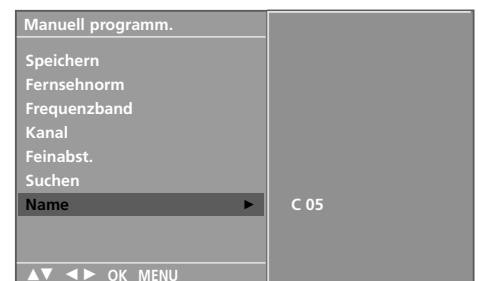 Manuell programm.
Speichern
Fernsehnorm
Frequenzband
Kanal
Feinabst.
Suchen
Name ► C 05
▲▼ ◄► OK MENU